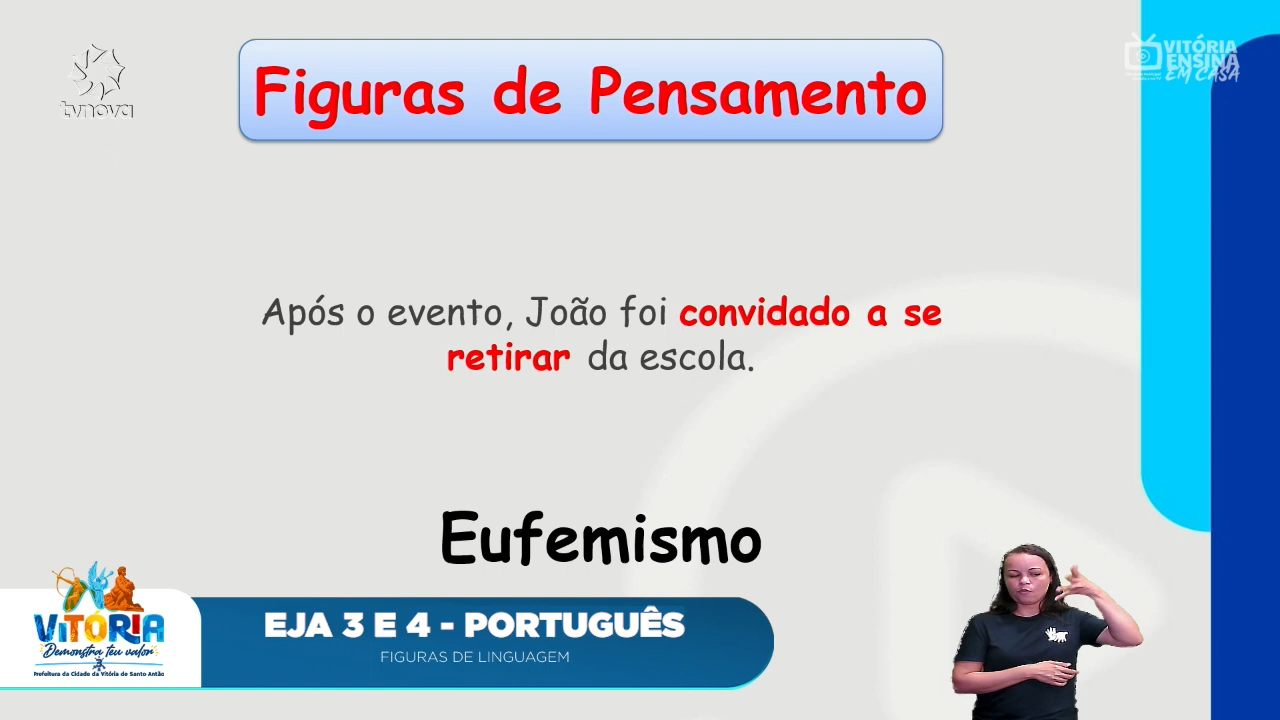 Figuras de Pensamento
tvnova
VITÓRIA
ENSINA
EM CASA
Após o evento, João foi convidado a se
retirar da escola.
Eufemismo
EJA 3 E 4 - PORTUGUÊS
FIGURAS DE LINGUAGEM
VITÓRIA
Demonstra teu valor
Prefeitura da Cidade da Vitória de Santo Antão